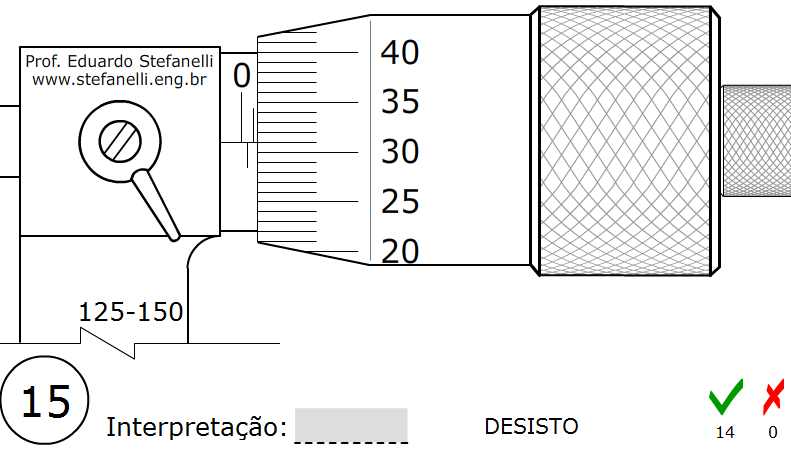 Prof. Eduardo Stefanelli
www.stefanelli.eng.br
0
40
35
30
25
20
125-150
15
Interpretação:
DESISTO
14
0